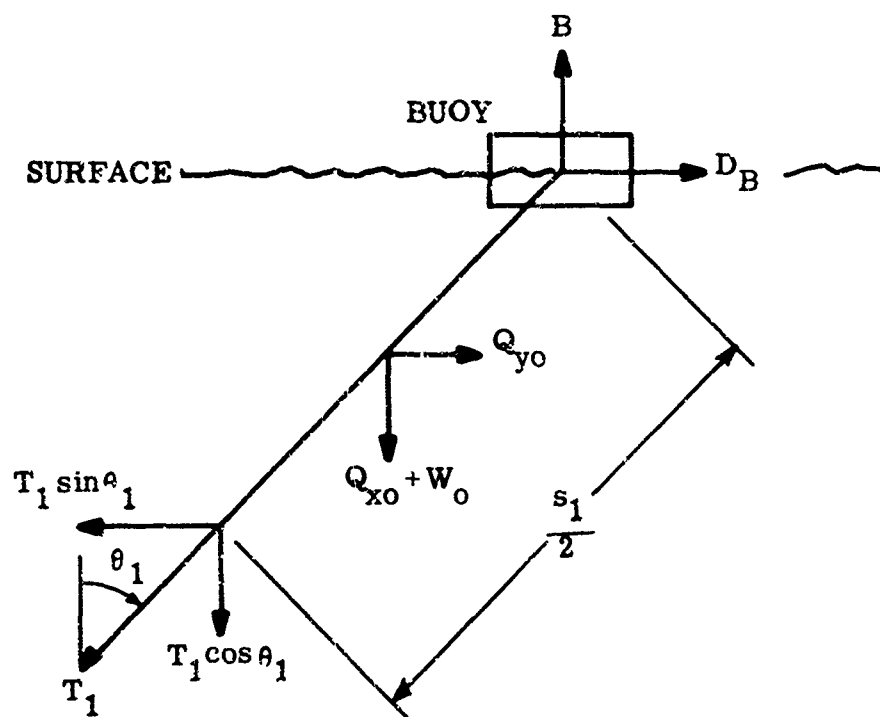 B
BUOY
SURFACE
D_B
Q_yo
Q_xo + W_o
T_1 sin θ_1
s_1/2
θ_1
T_1 cos θ_1
T_1